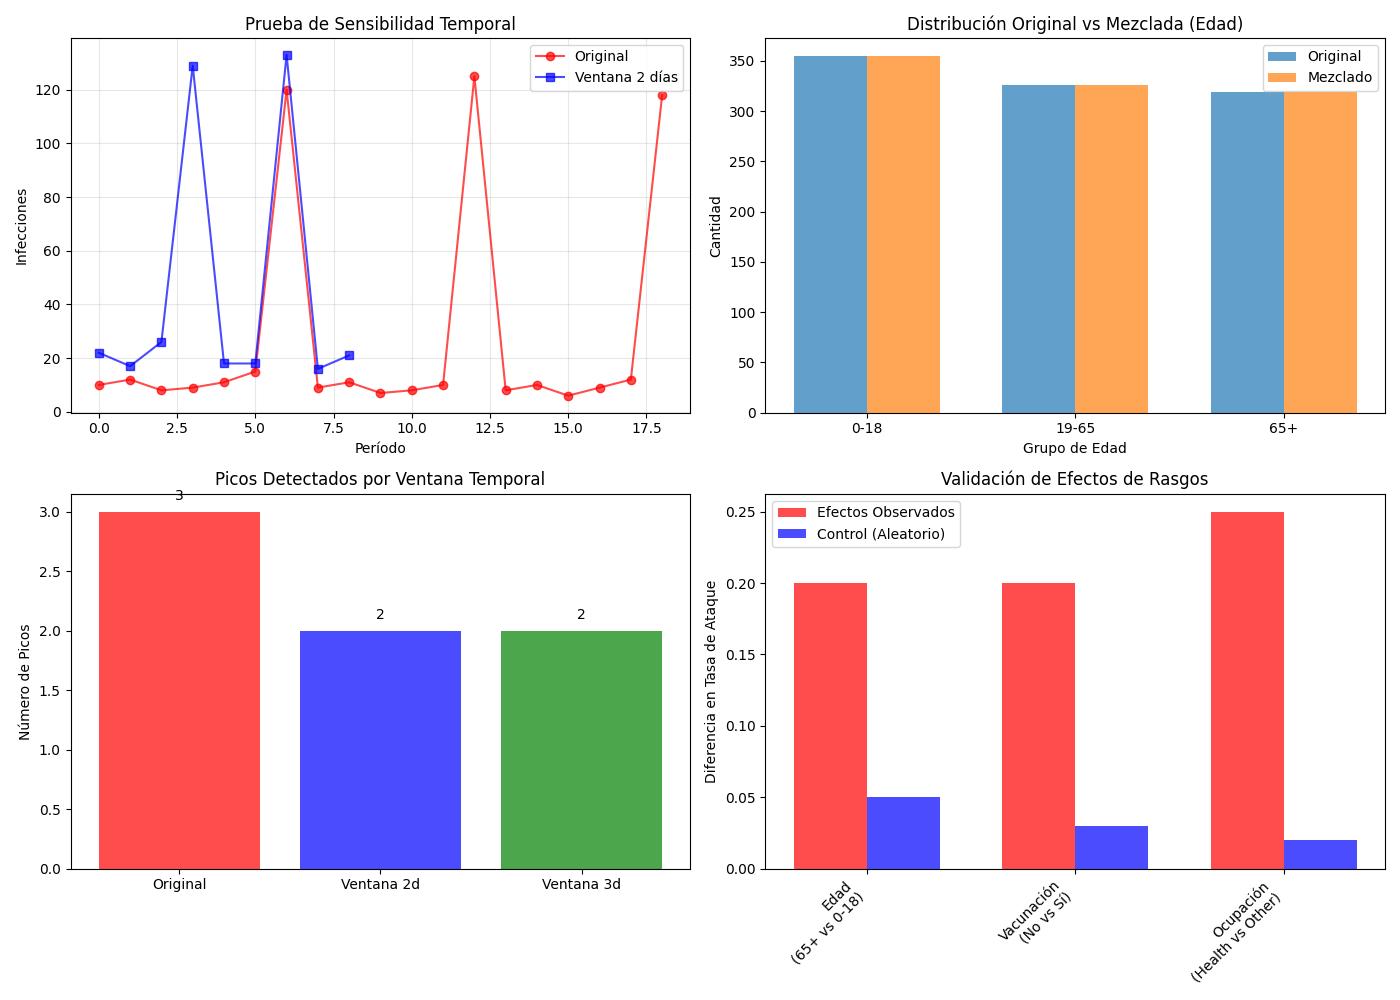 Prueba de Sensibilidad Temporal
Original
Ventana 2 días
120
100
80
60
40
20
0
Infecciones
0.0
2.5
5.0
7.5
10.0
12.5
15.0
17.5
Período
Distribución Original vs Mezclada (Edad)
Original
Mezclado
350
300
250
200
150
100
50
0
Cantidad
0-18
19-65
65+
Grupo de Edad
Picos Detectados por Ventana Temporal
3
2
2
3.0
2.5
2.0
1.5
1.0
0.5
0.0
Número de Picos
Original
Ventana 2d
Ventana 3d
Validación de Efectos de Rasgos
Efectos Observados
Control (Aleatorio)
0.25
0.20
0.15
0.10
0.05
0.00
Diferencia en Tasa de Ataque
Edad
(65+ vs 0-18)
Vacunación
(No vs Sí)
Ocupación
(Health vs Other)